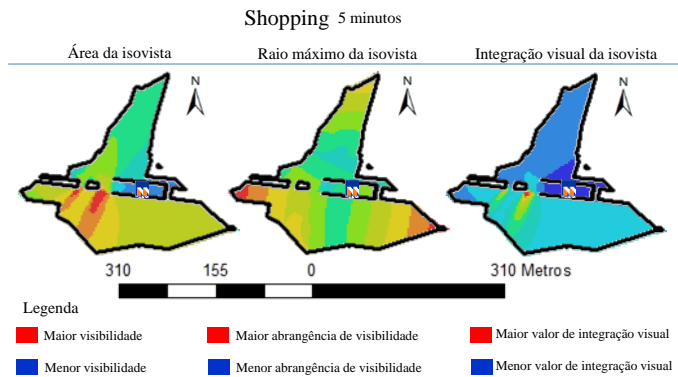 Shopping 5 minutos
Área da isovista
Raio máximo da isovista
Integração visual da isovista
N
N
N
310 155 0 310 Metros
Legenda
Maior visibilidade
Maior abrangência de visibilidade
Maior valor de integração visual
Menor visibilidade
Menor abrangência de visibilidade
Menor valor de integração visual